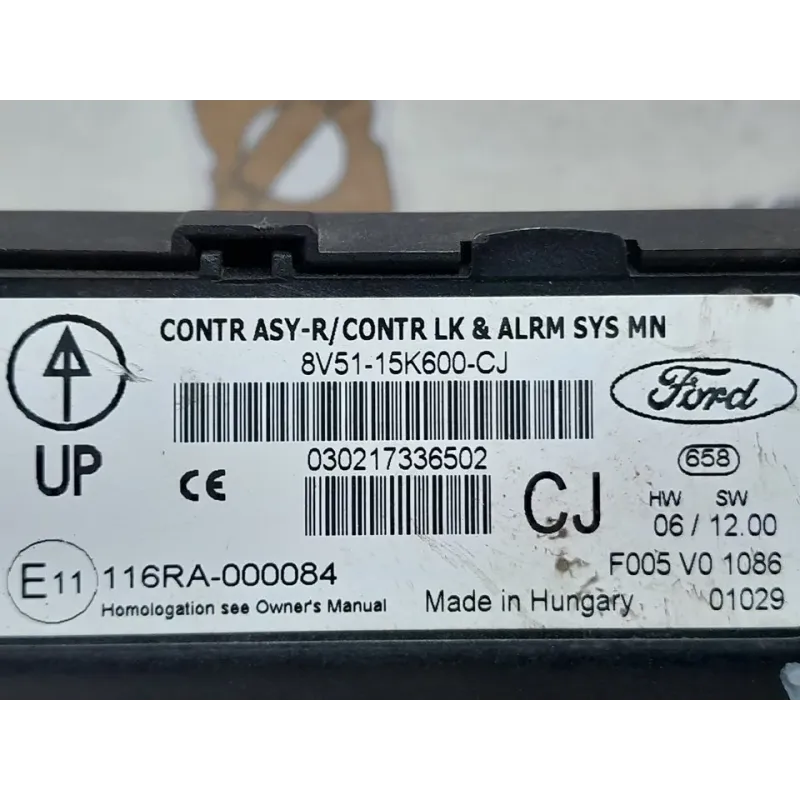 CONTR ASY-R/CONTR LK & ALRM SYS MN
8V51-15K600-CJ
Ford
UP
CE
030217336502
CJ
658
HW SW
06 / 12.00
F005 V0 1086
E11 116RA-000084
Homologation see Owner's Manual
Made in Hungary
01029